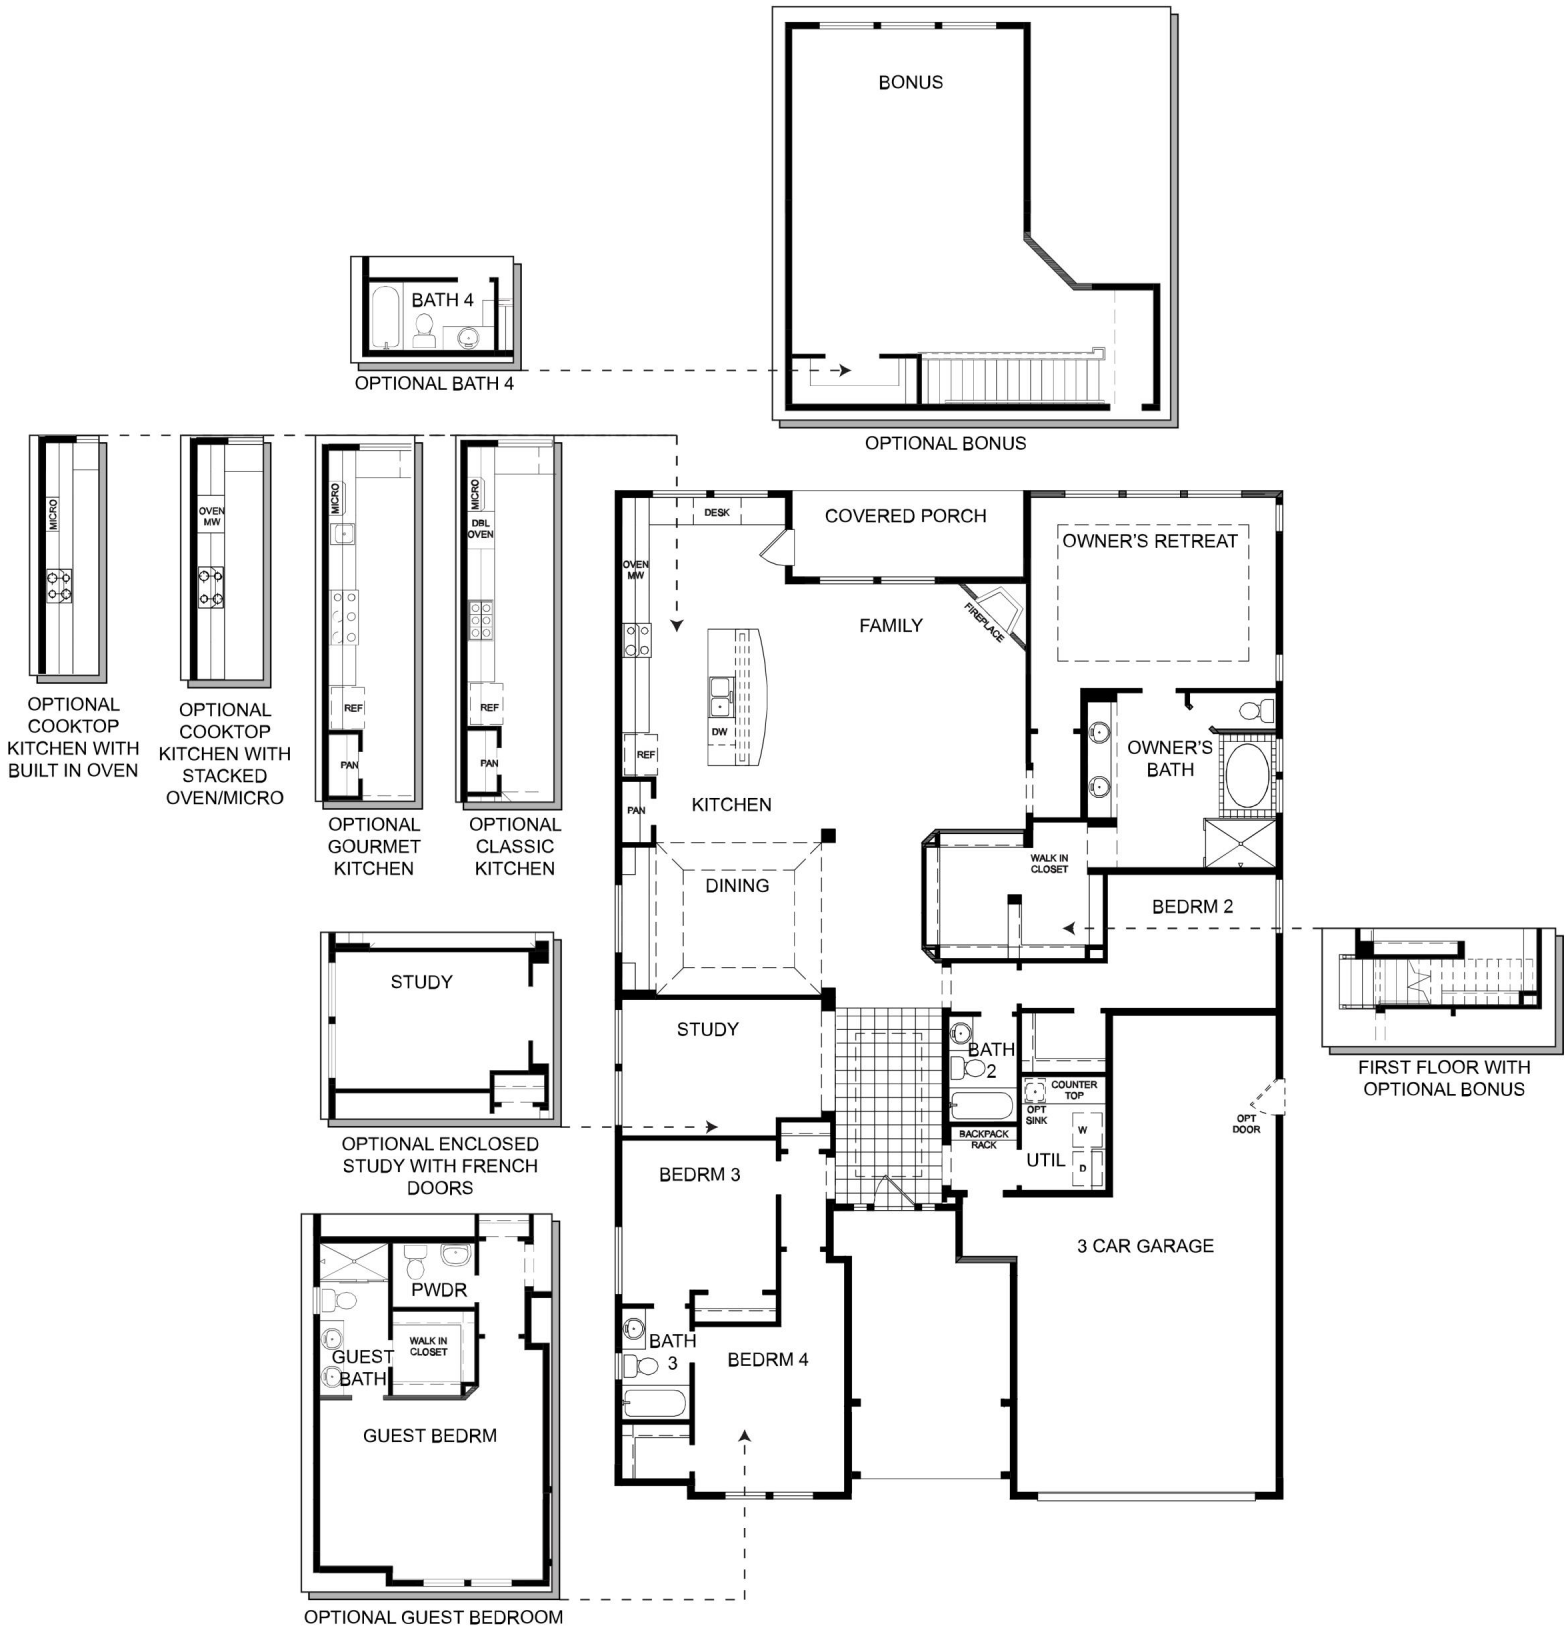 BONUS
OPTIONAL BONUS
BATH 4
OPTIONAL BATH 4
MICRO
OPTIONAL
COOKTOP
KITCHEN WITH
BUILT IN OVEN
OVEN
MW
OPTIONAL
COOKTOP
KITCHEN WITH
STACKED
OVEN/MICRO
MICRO
REF
PAN
OPTIONAL
GOURMET
KITCHEN
MICRO
DBL
OVEN
REF
PAN
OPTIONAL
CLASSIC
KITCHEN
DESK
COVERED PORCH
OWNER'S RETREAT
OVEN
MW
FAMILY
FIREPLACE
DW
REF
OWNER'S
BATH
PAN
KITCHEN
WALK IN
CLOSET
DINING
BEDRM 2
STUDY
OPTIONAL ENCLOSED
STUDY WITH FRENCH
DOORS
STUDY
BATH
2
COUNTER
TOP
OPT
SINK
W
BACKPACK
RACK
UTIL
D
OPT
DOOR
FIRST FLOOR WITH
OPTIONAL BONUS
BEDRM 3
3 CAR GARAGE
BATH
3
BEDRM 4
PWDR
WALK IN
CLOSET
GUEST
BATH
GUEST BEDRM
OPTIONAL GUEST BEDROOM